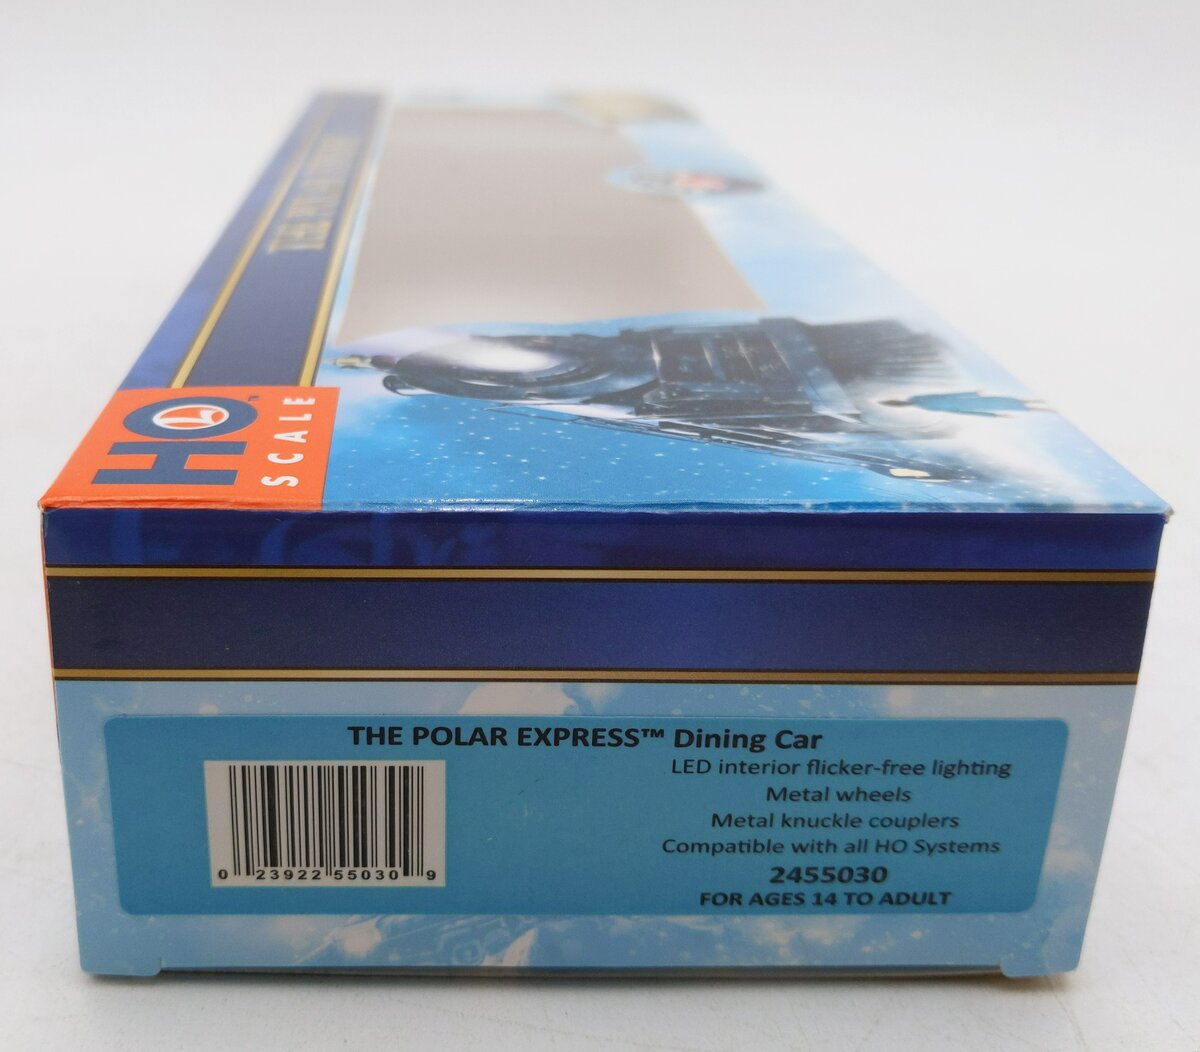 THE POLAR EXPRESS
HO™
SCALE
THE POLAR EXPRESS™ Dining Car
LED interior flicker-free lighting
Metal wheels
Metal knuckle couplers
Compatible with all HO Systems
2455030
FOR AGES 14 TO ADULT
0 23922 55030 9